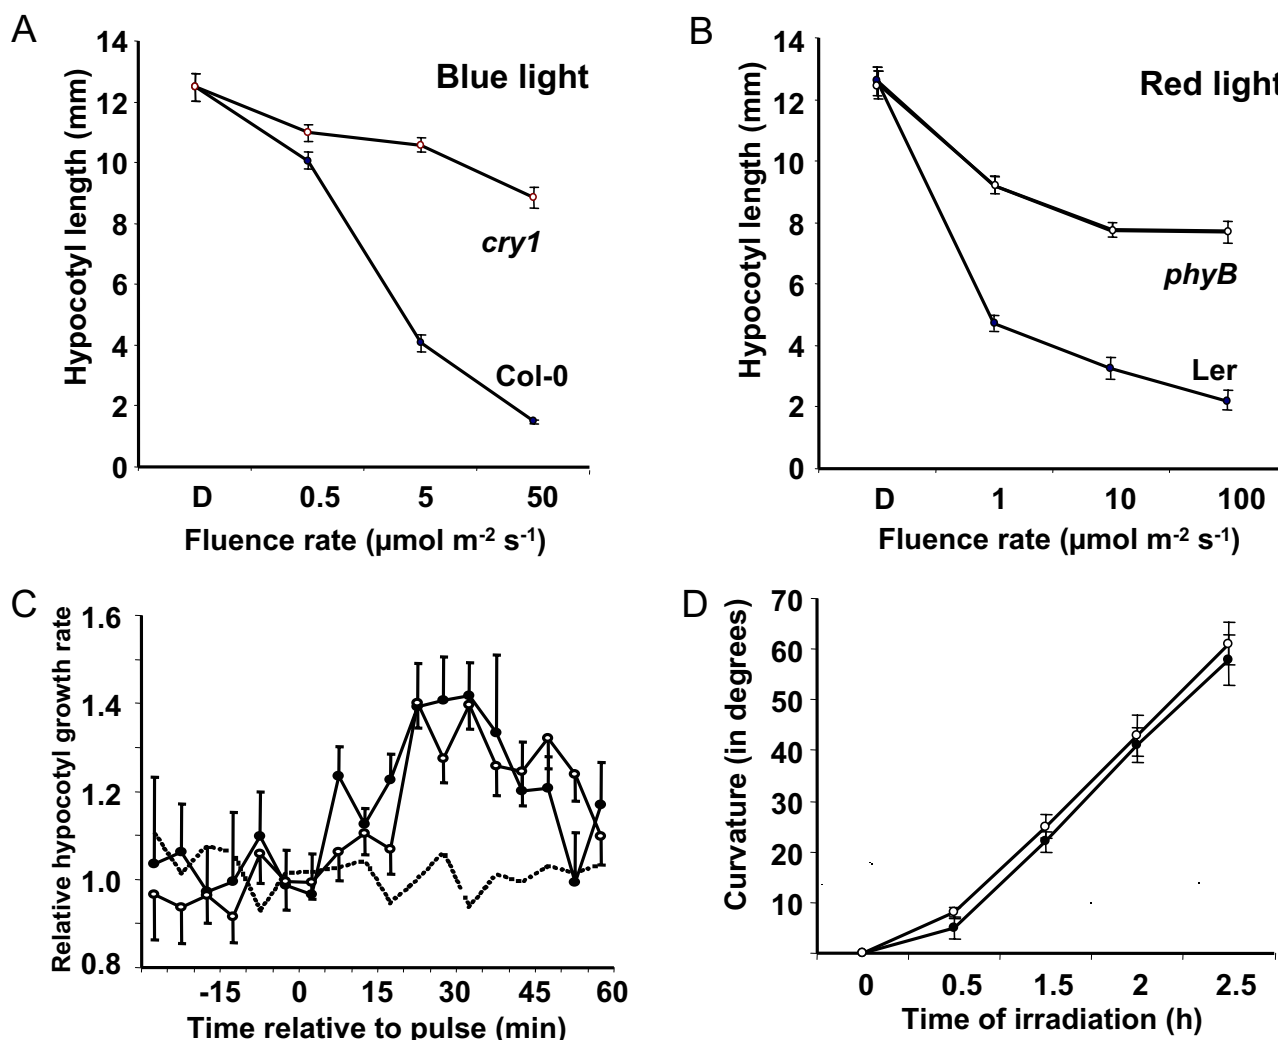 A
Blue light
Hypocotyl length (mm)
14
12
10
8
6
4
2
0
cry1
Col-0
D 0.5 5 50
Fluence rate (µmol m-2 s-1)
B
Red light
Hypocotyl length (mm)
14
12
10
8
6
4
2
0
phyB
Ler
D 1 10 100
Fluence rate (µmol m-2 s-1)
C
Relative hypocotyl growth rate
1.6
1.4
1.2
1.0
0.8
-15 0 15 30 45 60
Time relative to pulse (min)
D
Curvature (in degrees)
70
60
50
40
30
20
10
0 0.5 1.5 2 2.5
Time of irradiation (h)